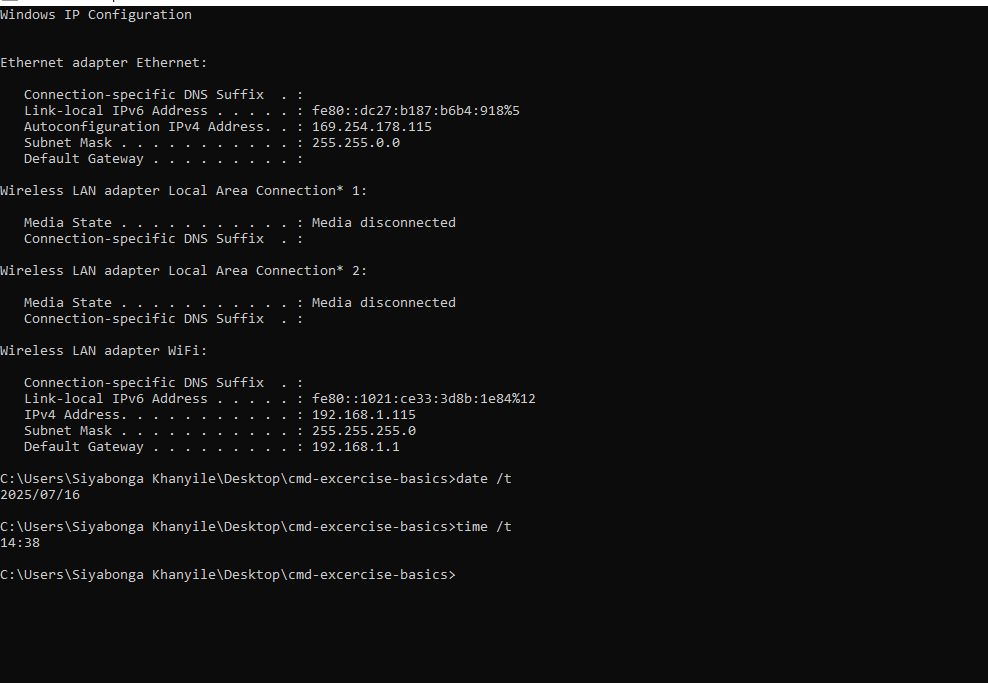 Windows IP Configuration
Ethernet adapter Ethernet:
Connection-specific DNS Suffix  . :
Link-local IPv6 Address . . . . . : fe80::dc27:b187:b6b4:918%5
Autoconfiguration IPv4 Address. . : 169.254.178.115
Subnet Mask . . . . . . . . . . . : 255.255.0.0
Default Gateway . . . . . . . . . :
Wireless LAN adapter Local Area Connection* 1:
Media State . . . . . . . . . . . : Media disconnected
Connection-specific DNS Suffix  . :
Wireless LAN adapter Local Area Connection* 2:
Media State . . . . . . . . . . . : Media disconnected
Connection-specific DNS Suffix  . :
Wireless LAN adapter WiFi:
Connection-specific DNS Suffix  . :
Link-local IPv6 Address . . . . . : fe80::1021:ce33:3d8b:1e84%12
IPv4 Address. . . . . . . . . . . : 192.168.1.115
Subnet Mask . . . . . . . . . . . : 255.255.255.0
Default Gateway . . . . . . . . . : 192.168.1.1
C:\Users\Siyabonga Khanyile\Desktop\cmd-excercise-basics>date /t
2025/07/16
C:\Users\Siyabonga Khanyile\Desktop\cmd-excercise-basics>time /t
14:38
C:\Users\Siyabonga Khanyile\Desktop\cmd-excercise-basics>